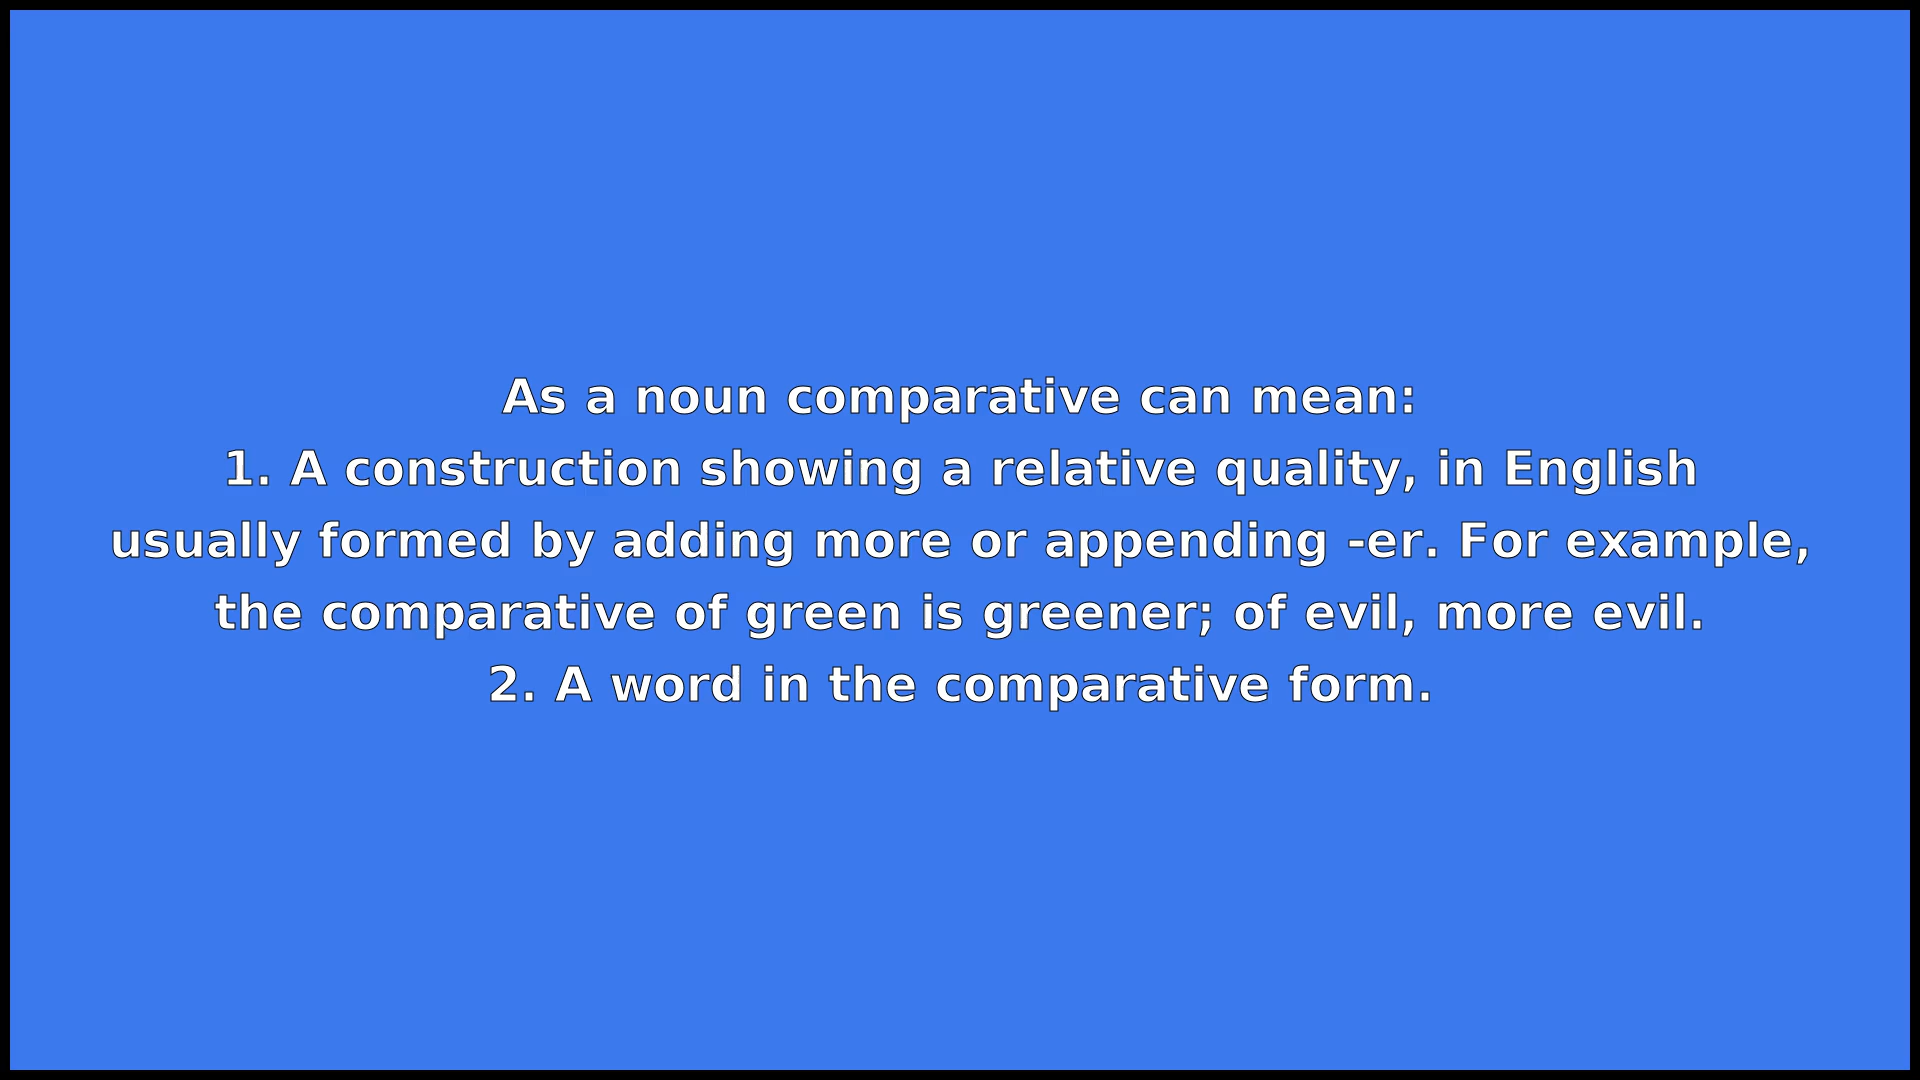 As a noun comparative can mean:
1. A construction showing a relative quality, in English
usually formed by adding more or appending -er. For example,
the comparative of green is greener; of evil, more evil.
2. A word in the comparative form.